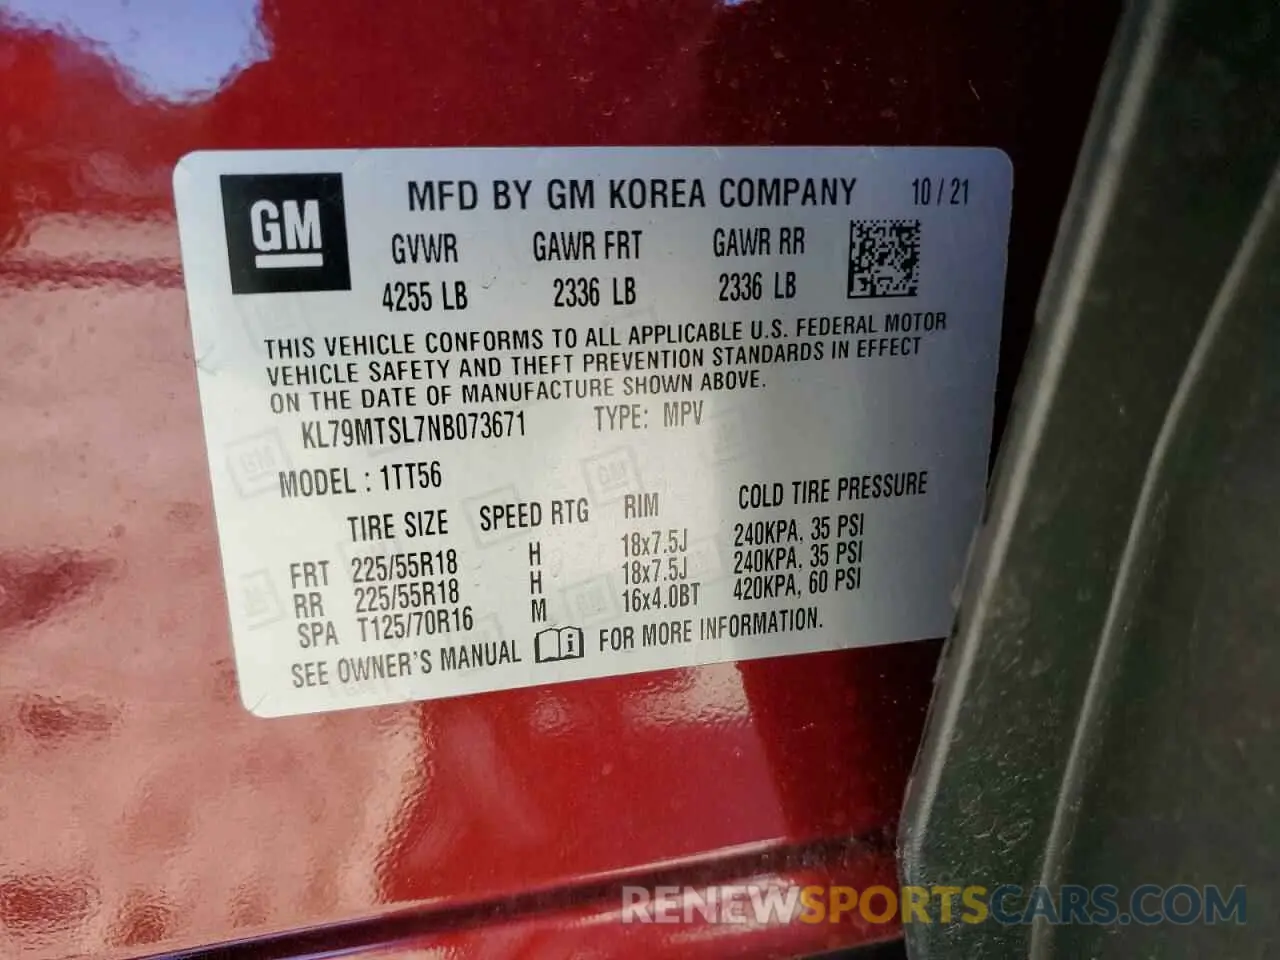 GM
MFD BY GM KOREA COMPANY 10 / 21
GVWR GAWR FRT GAWR RR
4255 LB 2336 LB 2336 LB
THIS VEHICLE CONFORMS TO ALL APPLICABLE U.S. FEDERAL MOTOR
VEHICLE SAFETY AND THEFT PREVENTION STANDARDS IN EFFECT
ON THE DATE OF MANUFACTURE SHOWN ABOVE.
KL79MTSL7NB073671 TYPE: MPV
MODEL : 1TT56
TIRE SIZE SPEED RTG RIM COLD TIRE PRESSURE
FRT 225/55R18 H 18x7.5J 240KPA, 35 PSI
RR 225/55R18 H 18x7.5J 240KPA, 35 PSI
SPA T125/70R16 M 16x4.0BT 420KPA, 60 PSI
SEE OWNER'S MANUAL i FOR MORE INFORMATION.
RENEWSPORTSCARS.COM